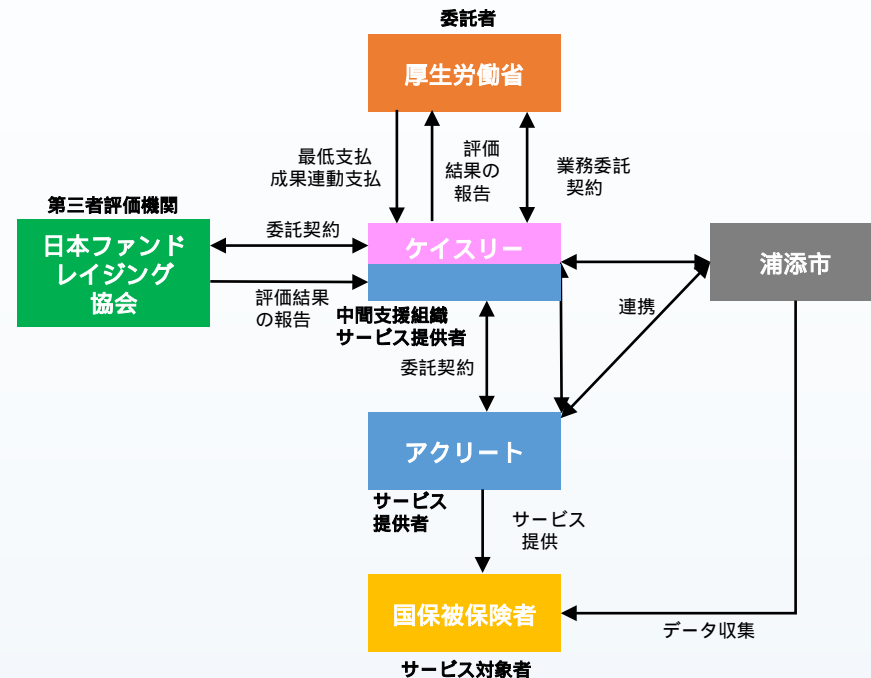 委託者
厚生労働省
最低支払
成果連動支払
評価
結果の
報告
業務委託
契約
第三者評価機関
日本ファンド
レイジング
協会
委託契約
評価結果
の報告
ケイスリー
中間支援組織
サービス提供者
浦添市
連携
委託契約
アクリート
サービス
提供者
サービス
提供
国保被保険者
データ収集
サービス対象者